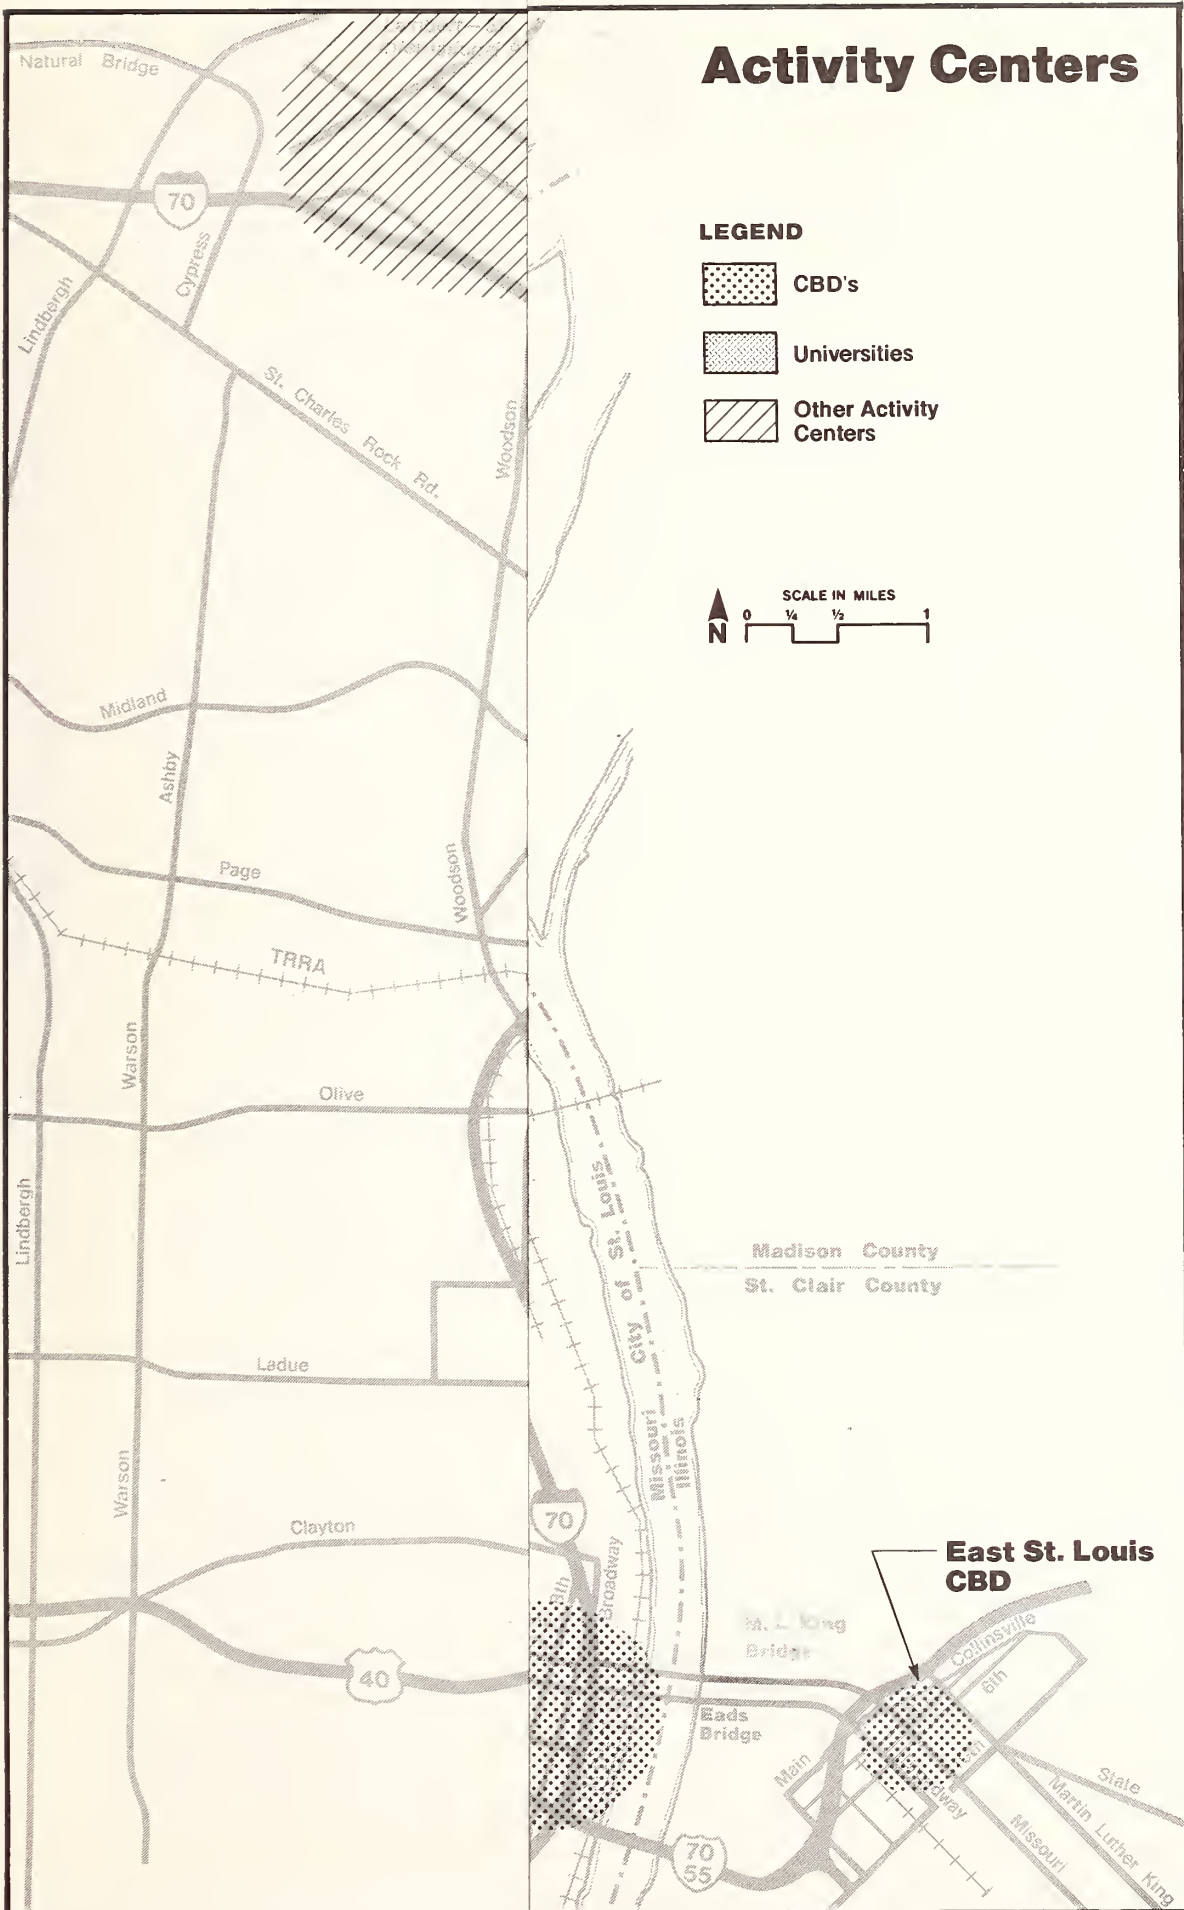 Activity Centers
LEGEND
CBD's
Universities
Other Activity
Centers
SCALE IN MILES
0 ¼ ½ 1
N
Natural Bridge
70
Cypress
Lindbergh
St. Charles Rock Rd.
Woodson
Midland
Ashby
Page
Woodson
TRRA
Warson
Olive
Lindbergh
City of St. Louis
Madison County
St. Clair County
Ladue
Missouri
Illinois
Warson
Clayton
70
8th
Broadway
East St. Louis
CBD
40
Bridge
Eads
Bridge
Collinsville
6th
Main
State
Martin Luther King
Missouri
70
55